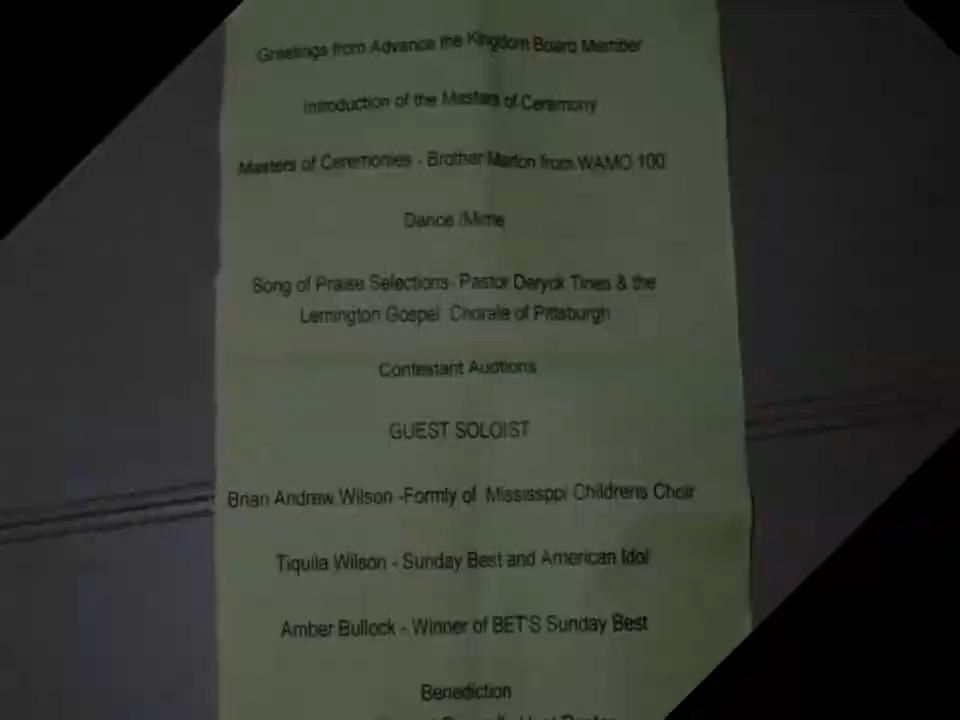 Greetings from Advance the Kingdom Board Member
Introduction of the Masters of Ceremony
Masters of Ceremonies - Brother Marlon from WAMO 100
Dance /Mime
Song of Praise Selections- Pastor Deryck Tines & the
Lemington Gospel Chorale of Pittsburgh
Contestant Audtions
GUEST SOLOIST
Brian Andrew Wilson -Formly of Mississppi Childrens Choir
Tiquila Wilson - Sunday Best and American Idol
Amber Bullock - Winner of BET'S Sunday Best
Benediction